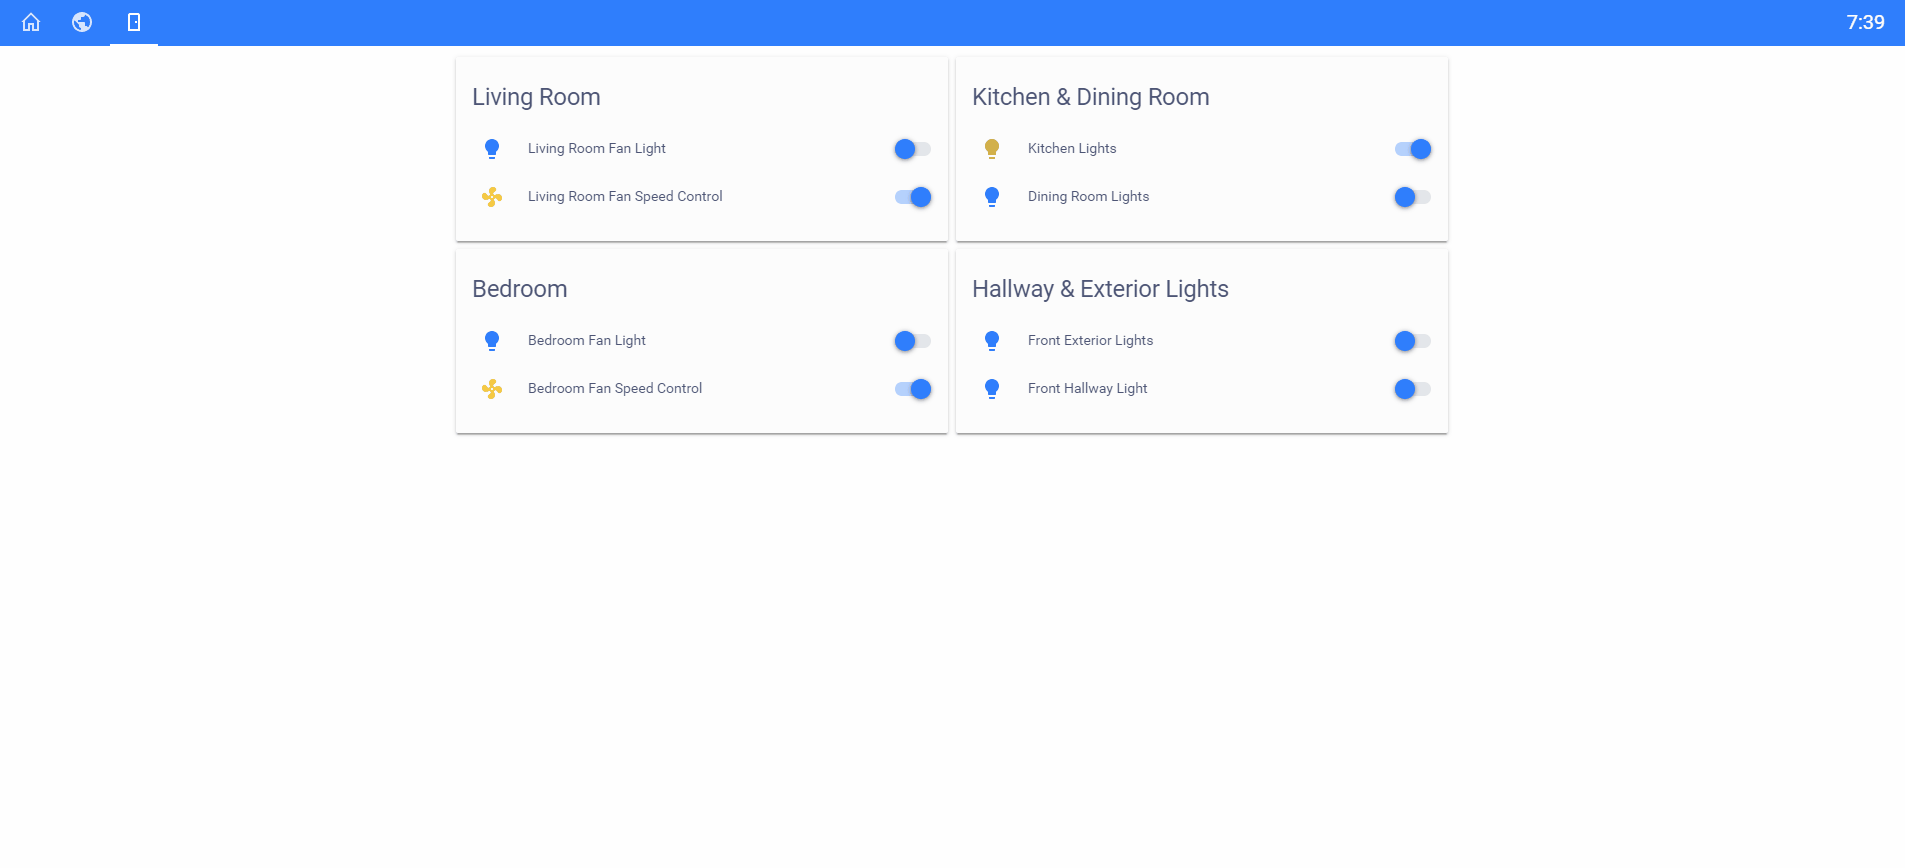 7:39
Living Room
Living Room Fan Light
Living Room Fan Speed Control
Kitchen & Dining Room
Kitchen Lights
Dining Room Lights
Bedroom
Bedroom Fan Light
Bedroom Fan Speed Control
Hallway & Exterior Lights
Front Exterior Lights
Front Hallway Light